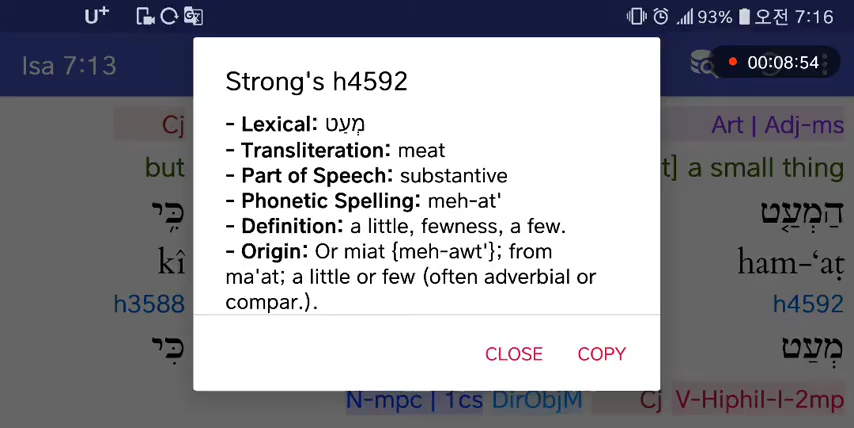 U+ 93% 오전 7:16
Isa 7:13 00:08:54
Strong's h4592
- Lexical: מְעַט
- Transliteration: meat
- Part of Speech: substantive
- Phonetic Spelling: meh-at'
- Definition: a little, fewness, a few.
- Origin: Or miat {meh-awt'}; from
ma'at; a little or few (often adverbial or
compar.).
CLOSE COPY
Cj Art | Adj-ms
but t] a small thing
כִּ֥י הַמְעַ֤ט
kî ham-‘aṭ
h3588 h4592
כִּי מְעַט
N-mpc | 1cs DirObjM Cj V-Hiphil-I-2mp